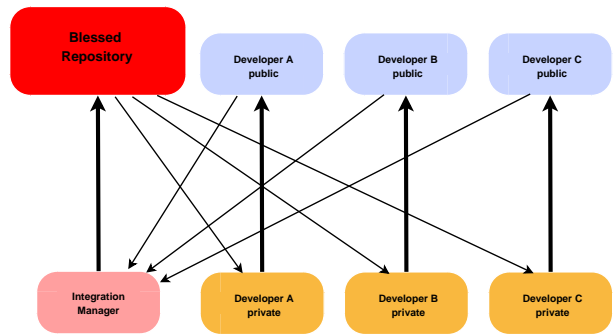 Blessed
Repository
Developer A
public
Developer B
public
Developer C
public
Integration
Manager
Developer A
private
Developer B
private
Developer C
private